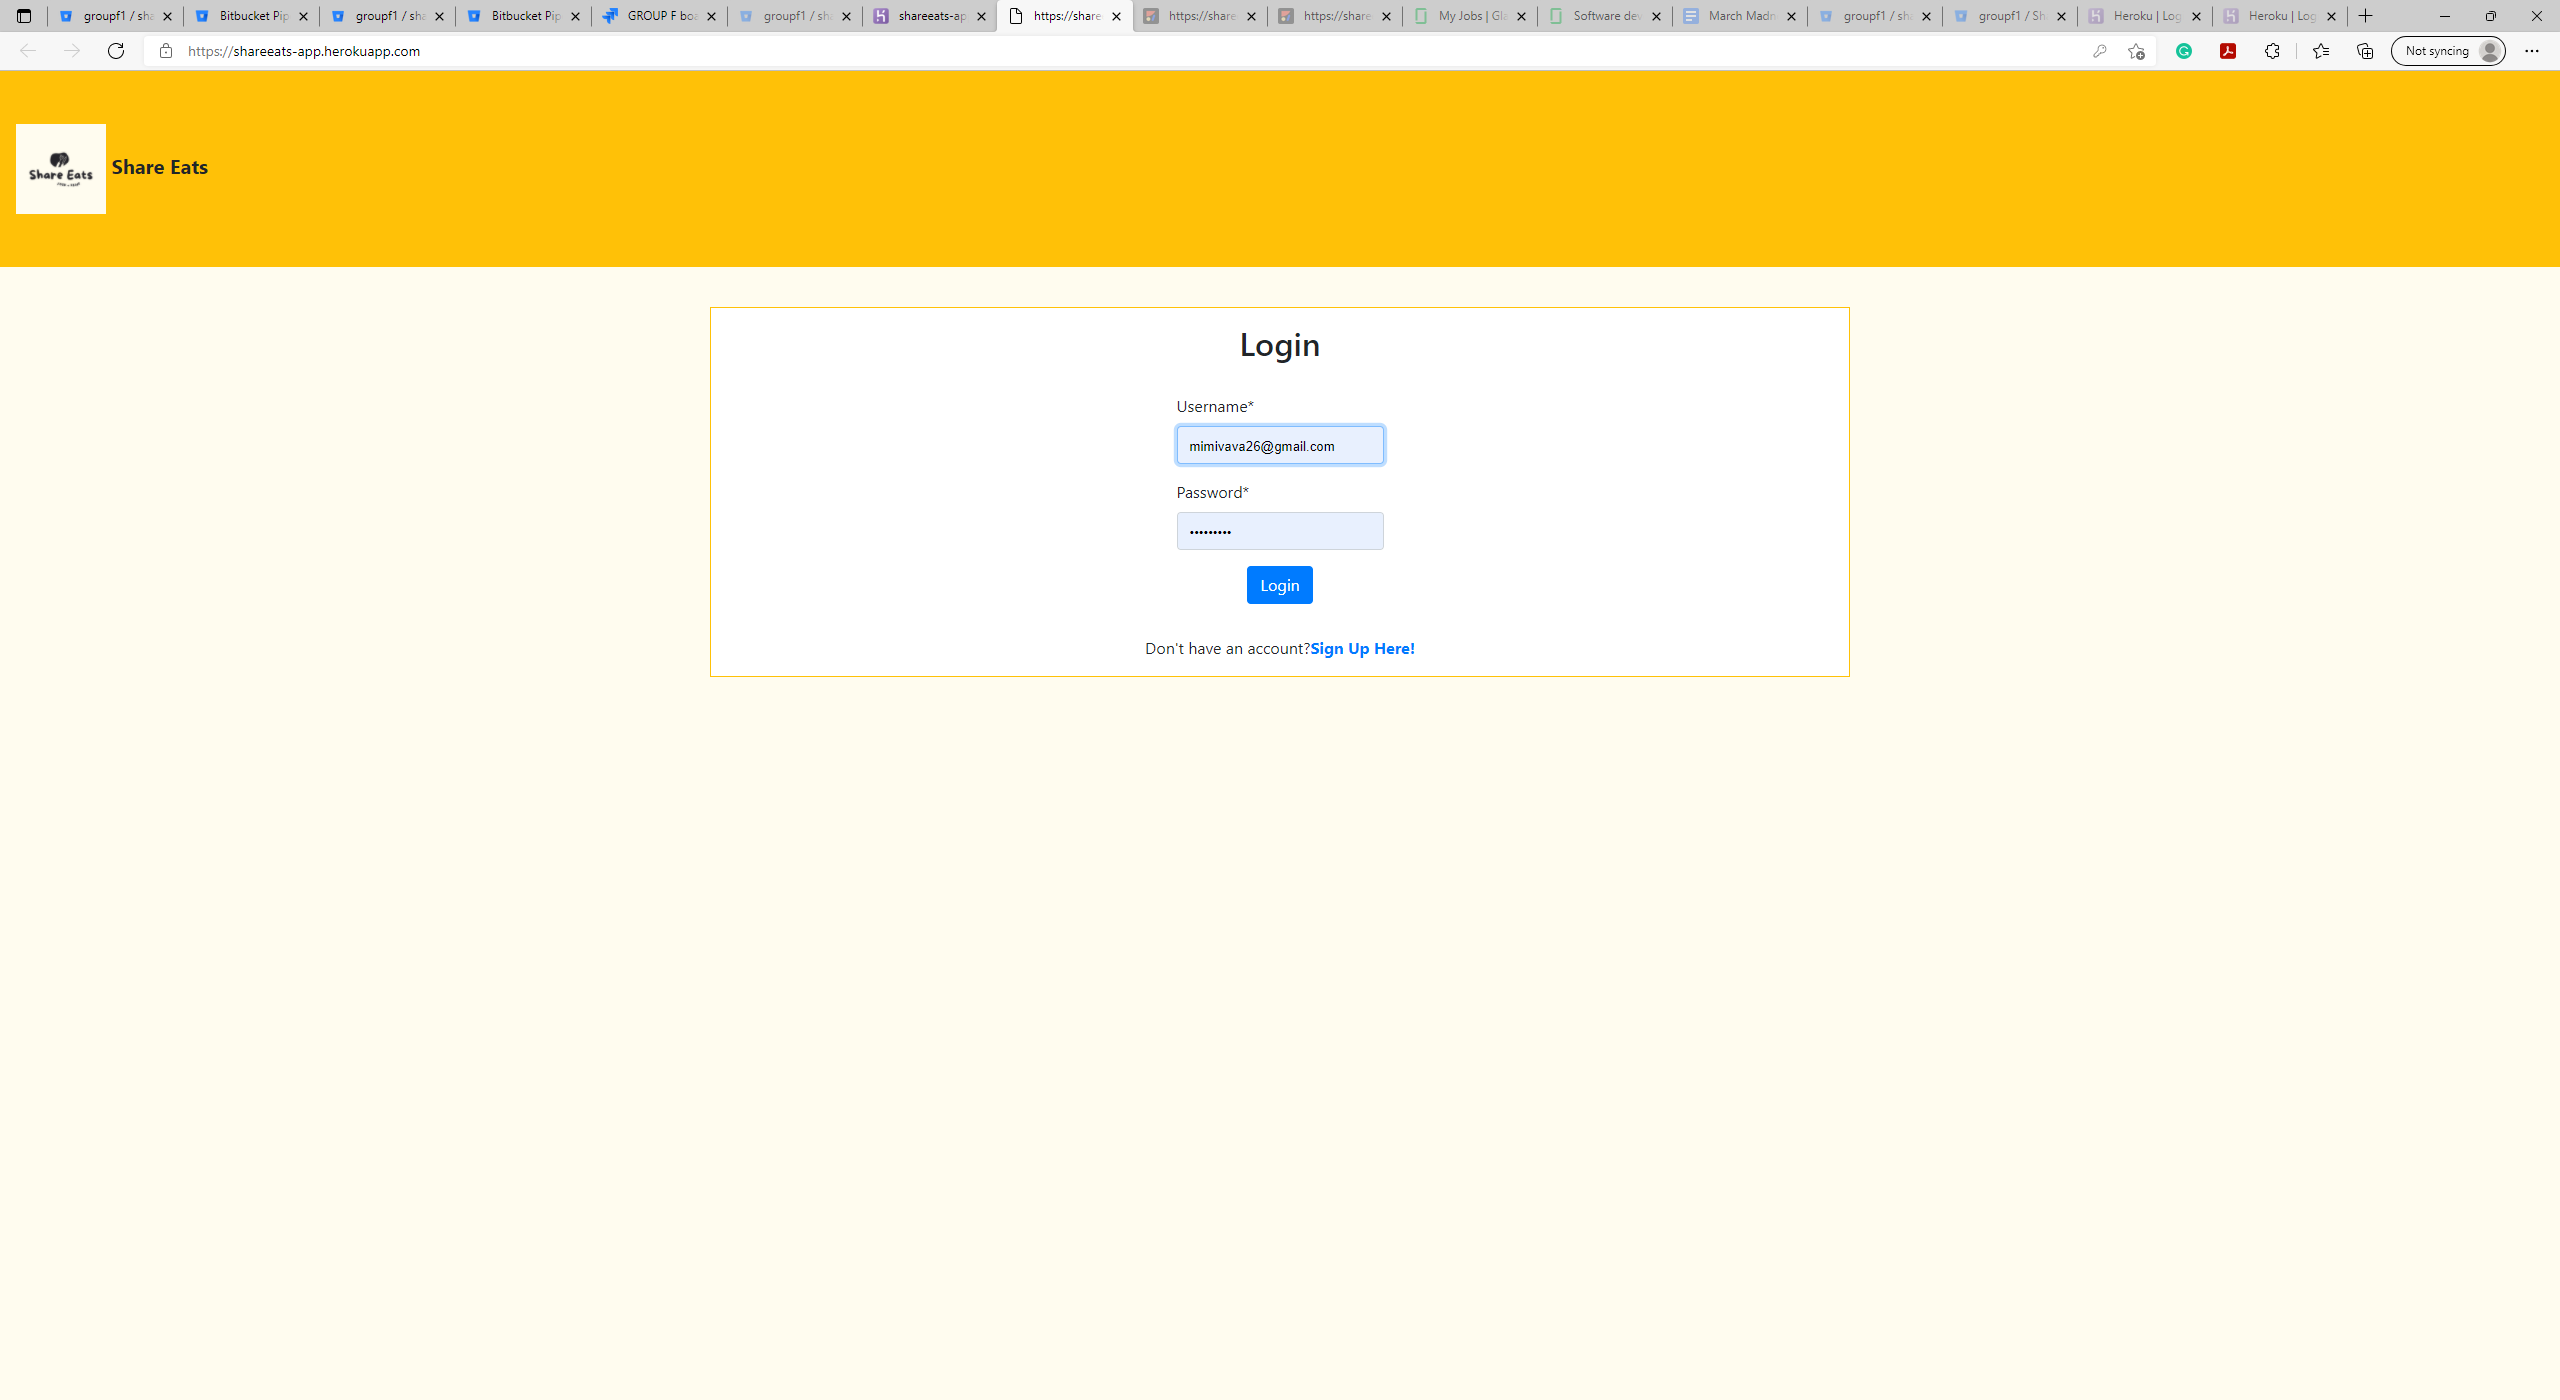 groupf1 / sha
Bitbucket Pip
groupf1 / sha
Bitbucket Pip
GROUP F boa
groupf1 / sha
shareeats-ap
https://share
https://share
https://share
My Jobs | Gla
Software dev
March Madn
groupf1 / sha
groupf1 / Sha
Heroku | Log
Heroku | Log
https://shareeats-app.herokuapp.com
Not syncing
Share Eats
Share Eats
Login
Username*
mimivava26@gmail.com
Password*
•••••••••
Login
Don't have an account?Sign Up Here!